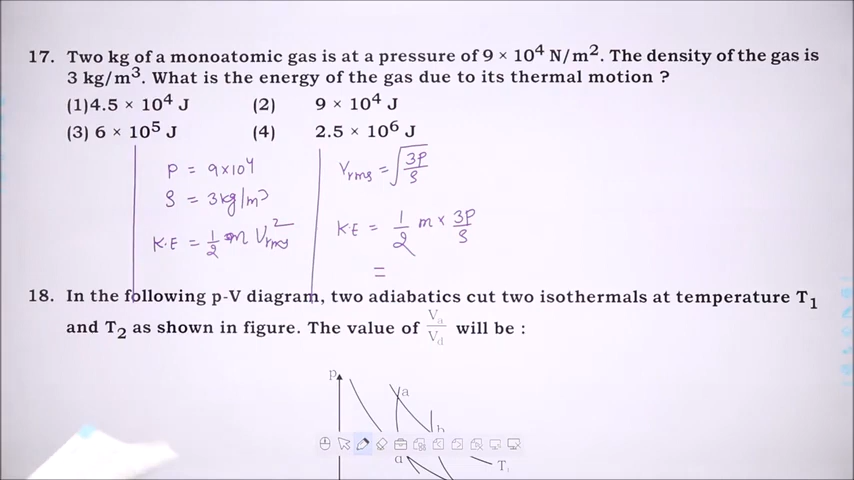 17. Two kg of a monoatomic gas is at a pressure of 9 × 10⁴ N/m². The density of the gas is
3 kg/m³. What is the energy of the gas due to its thermal motion ?
(1)4.5 × 10⁴ J (2) 9 × 10⁴ J
(3) 6 × 10⁵ J (4) 2.5 × 10⁶ J
P = 9×10⁴
ρ = 3kg/m³
K·E = 1/2 m Vrms²
Vrms = √(3P/ρ)
K·E = 1/2 m × 3P/ρ
=
18. In the following p-V diagram, two adiabatics cut two isothermals at temperature T₁
and T₂ as shown in figure. The value of Va/Vd will be :
p
a
b
d
T₁